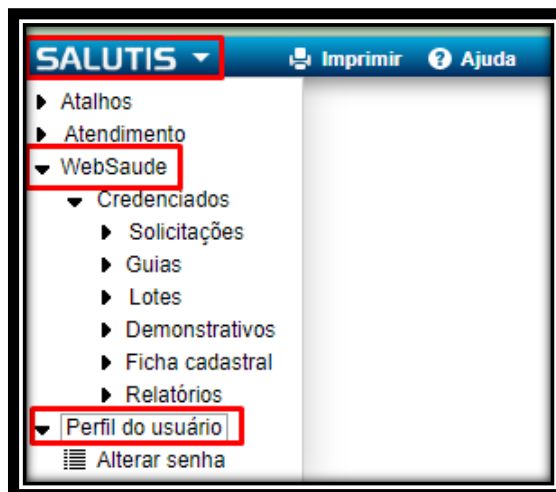 SALUTIS Imprimir Ajuda
Atalhos
Atendimento
WebSaude
Credenciados
Solicitações
Guias
Lotes
Demonstrativos
Ficha cadastral
Relatórios
Perfil do usuário
Alterar senha